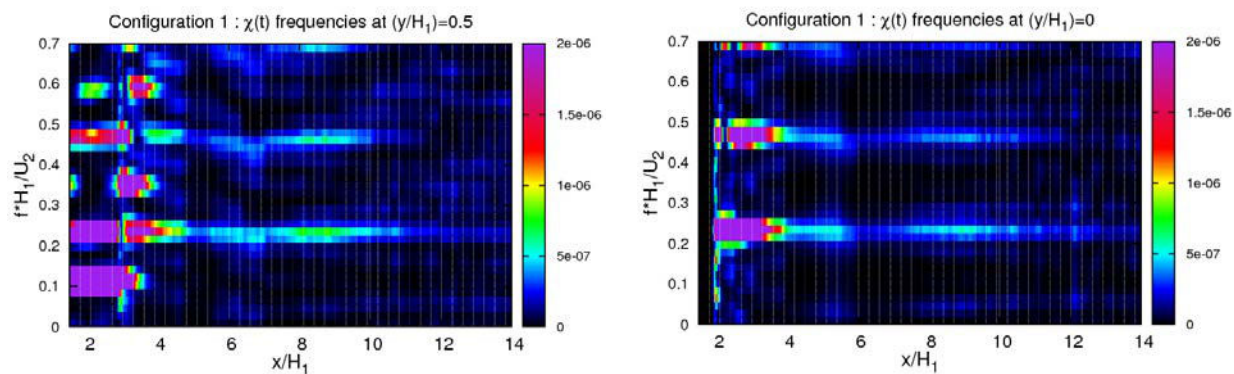 Configuration 1 : χ(t) frequencies at (y/H₁)=0.5
f*H₁/U₂
0.7
0.6
0.5
0.4
0.3
0.2
0.1
0
2 4 6 8 10 12 14
x/H₁
2e-06
1.5e-06
1e-06
5e-07
0
Configuration 1 : χ(t) frequencies at (y/H₁)=0
f*H₁/U₂
0.7
0.6
0.5
0.4
0.3
0.2
0.1
0
2 4 6 8 10 12 14
x/H₁
2e-06
1.5e-06
1e-06
5e-07
0